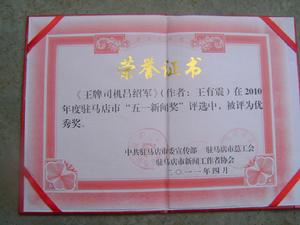 荣誉证书
《王牌司机吕绍军》(作者：王有震)在2010
年度驻马店市“五一新闻奖”评选中，被评为优
秀奖。
中共驻马店市委宣传部 驻马店市总工会
驻马店市新闻工作者协会
二〇一一年四月